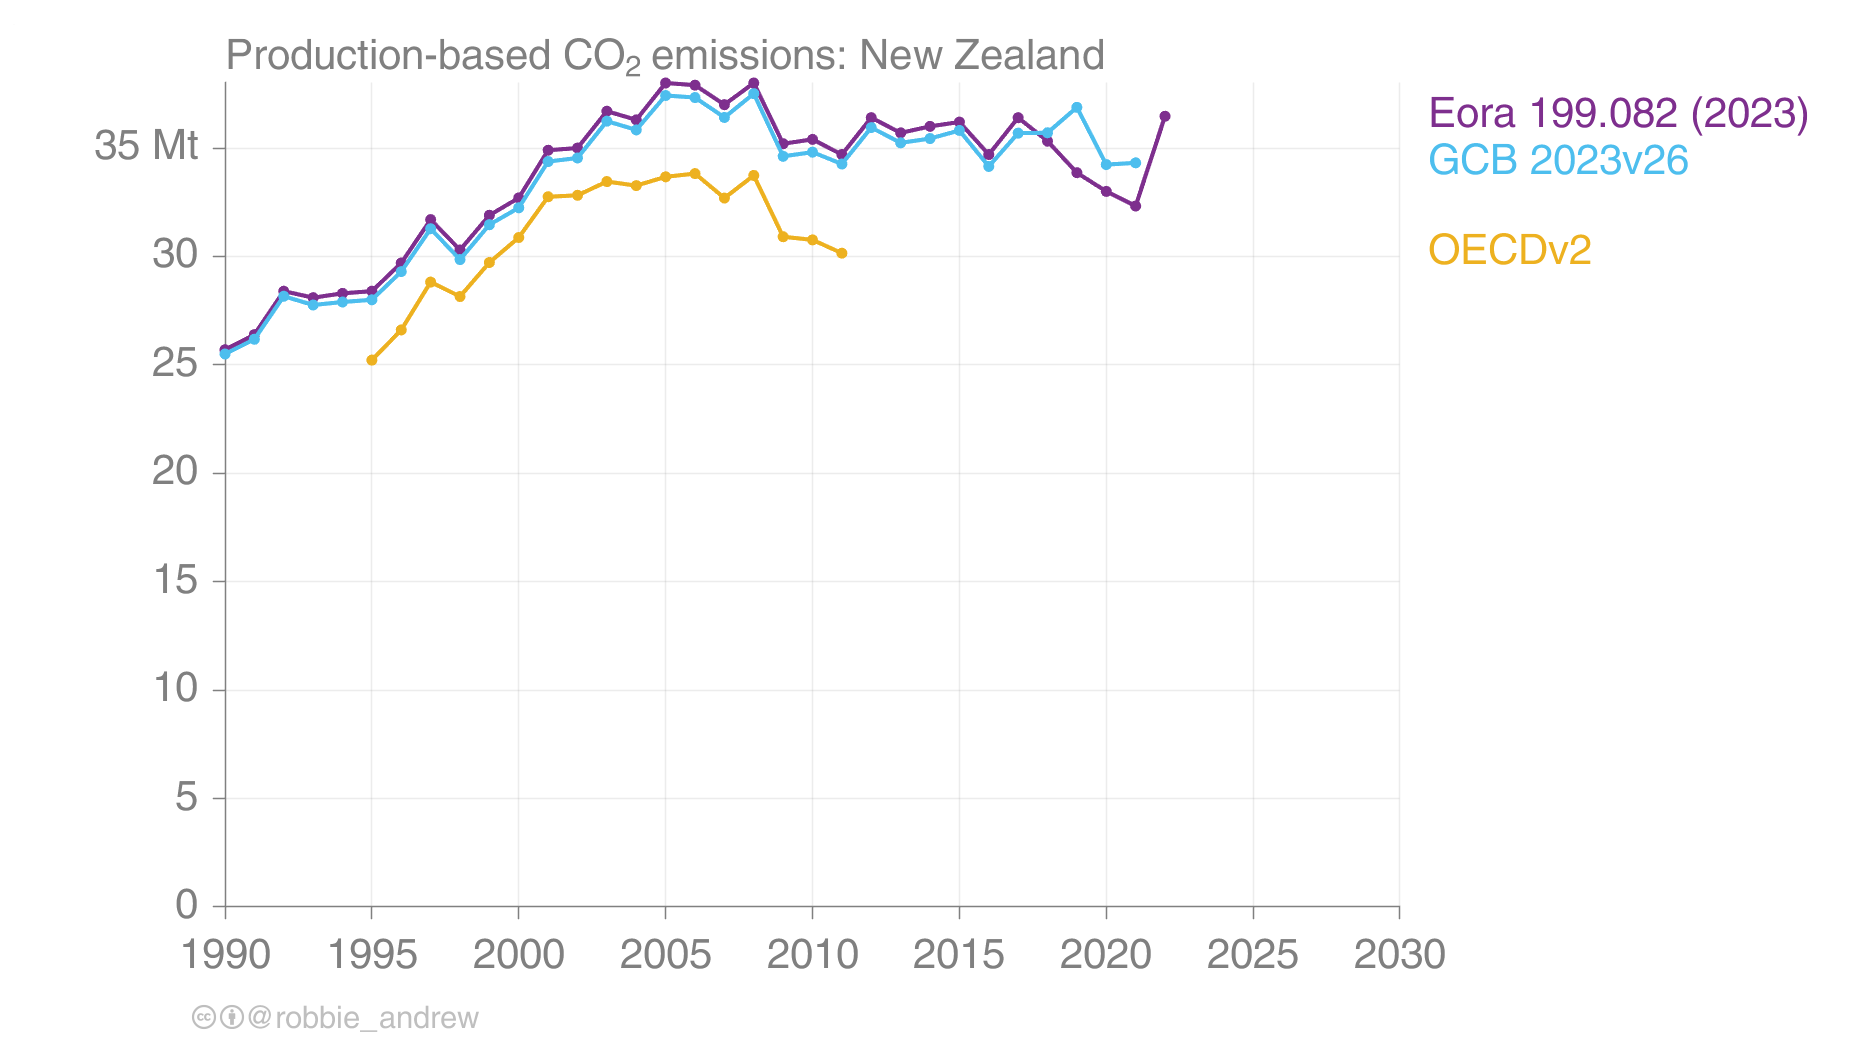 Production-based CO₂ emissions: New Zealand
35 Mt
30
25
20
15
10
5
0
1990 1995 2000 2005 2010 2015 2020 2025 2030
Eora 199.082 (2023)
GCB 2023v26
OECDv2
cc @robbie_andrew